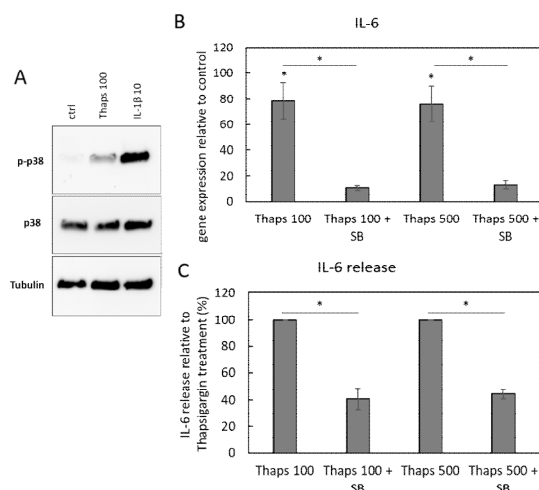 A
ctrl
Thaps 100
IL-1β 10
p-p38
p38
Tubulin
B
IL-6
gene expression relative to control
120
100
80
60
40
20
0
*
*
*
*
Thaps 100
Thaps 100 +
SB
Thaps 500
Thaps 500 +
SB
C
IL-6 release
IL-6 release relative to
Thapsigargin treatment (%)
120
100
80
60
40
20
0
*
*
Thaps 100
Thaps 100 +
SB
Thaps 500
Thaps 500 +
SB